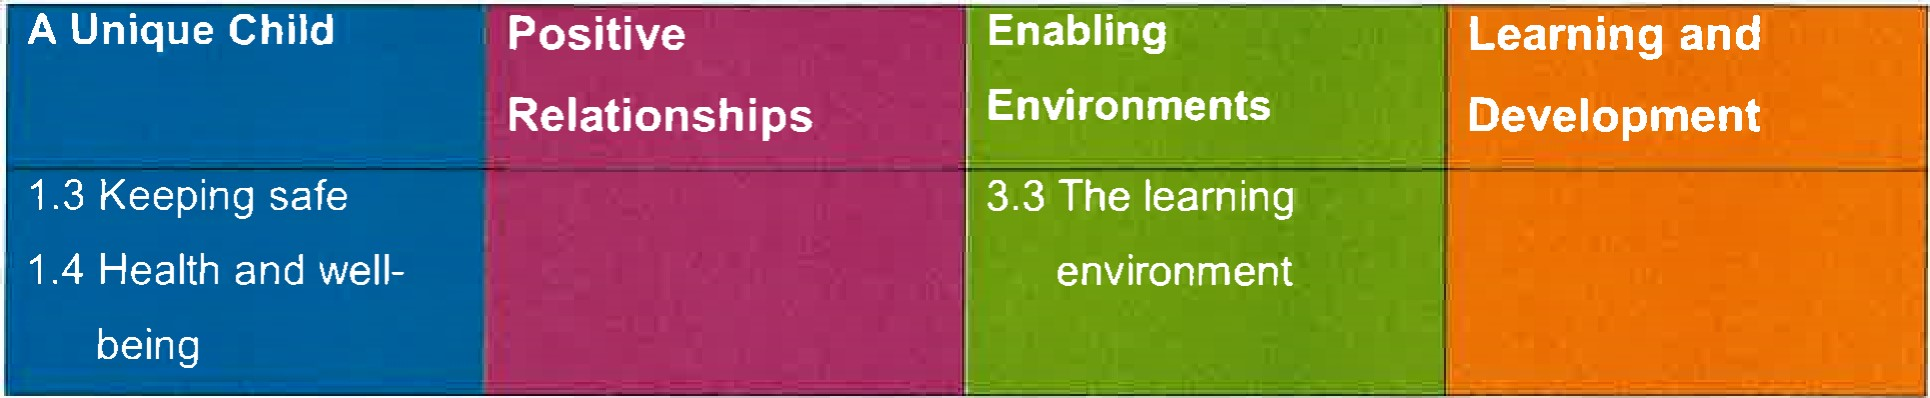 A Unique Child
Positive
Relationships
Enabling
Environments
Learning and
Development
1.3 Keeping safe
1.4 Health and well-
being
3.3 The learning
environment